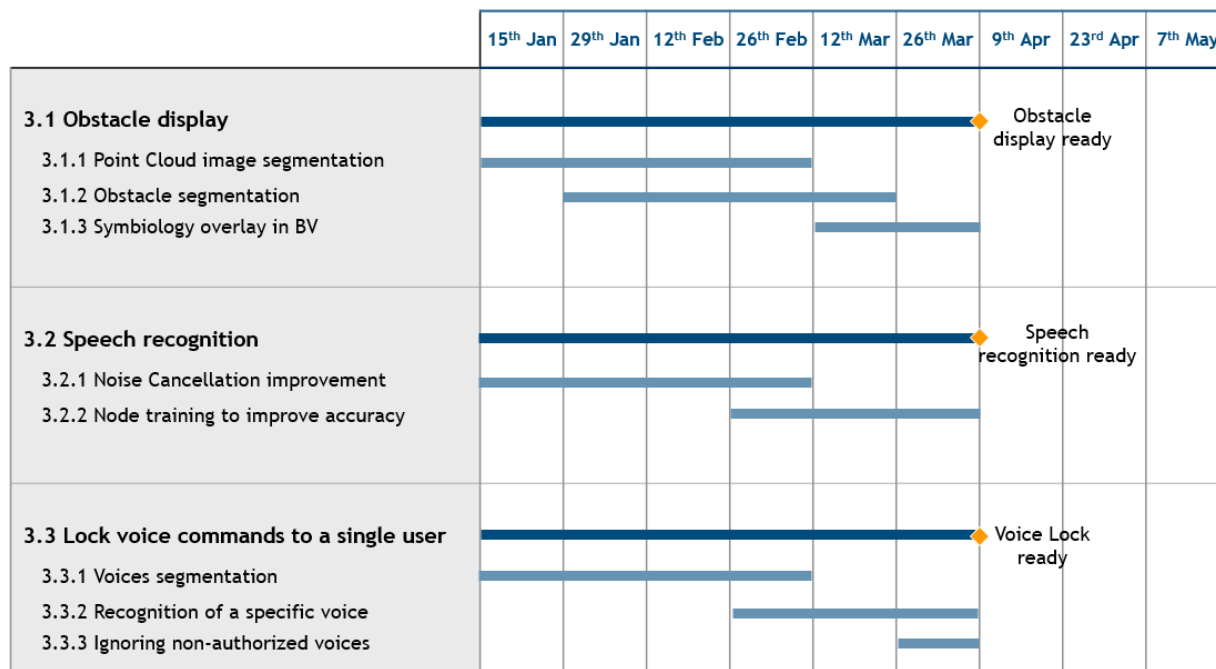 15th Jan 29th Jan 12th Feb 26th Feb 12th Mar 26th Mar 9th Apr 23rd Apr 7th May
3.1 Obstacle display
Obstacle
display ready
3.1.1 Point Cloud image segmentation
3.1.2 Obstacle segmentation
3.1.3 Symbiology overlay in BV
3.2 Speech recognition
Speech
recognition ready
3.2.1 Noise Cancellation improvement
3.2.2 Node training to improve accuracy
3.3 Lock voice commands to a single user
Voice Lock
ready
3.3.1 Voices segmentation
3.3.2 Recognition of a specific voice
3.3.3 Ignoring non-authorized voices